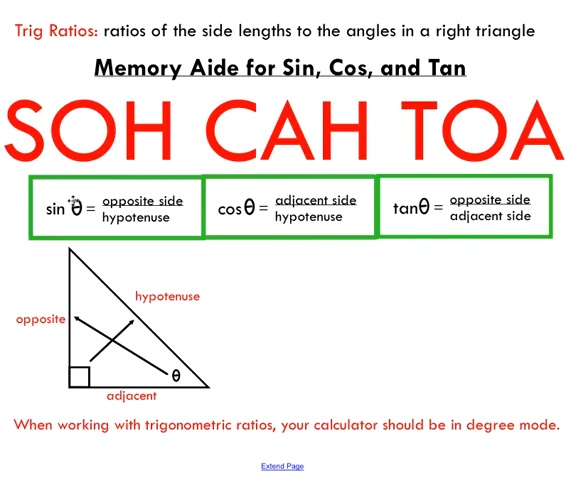 Trig Ratios: ratios of the side lengths to the angles in a right triangle
Memory Aide for Sin, Cos, and Tan
SOH CAH TOA
sin θ = opposite side
hypotenuse
cos θ = adjacent side
hypotenuse
tan θ = opposite side
adjacent side
hypotenuse
opposite
θ
adjacent
When working with trigonometric ratios, your calculator should be in degree mode.
Extend Page